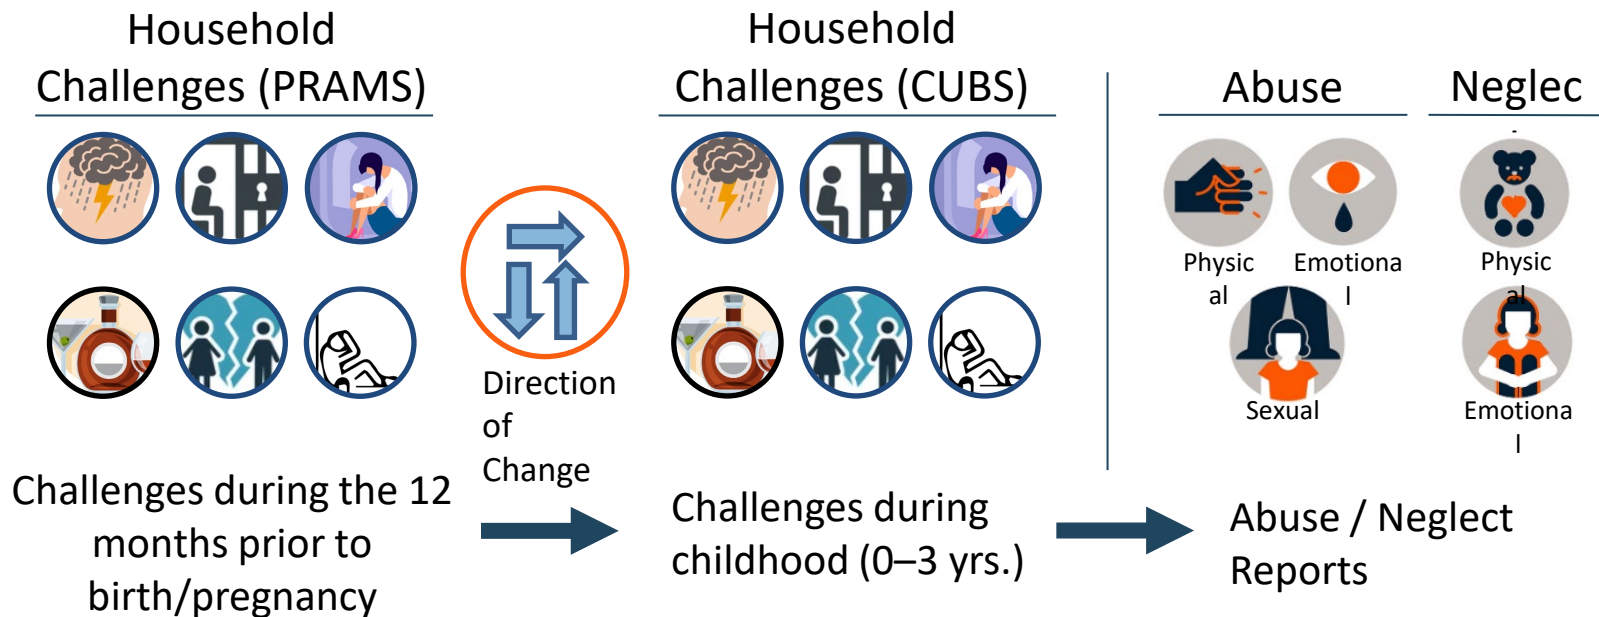 Household
Challenges (PRAMS)
Household
Challenges (CUBS)
Abuse
Neglec
Physic
al
Emotiona
l
Sexual
Physic
al
Emotiona
l
Direction
of
Change
Challenges during the 12
months prior to
birth/pregnancy
Challenges during
childhood (0–3 yrs.)
Abuse / Neglect
Reports